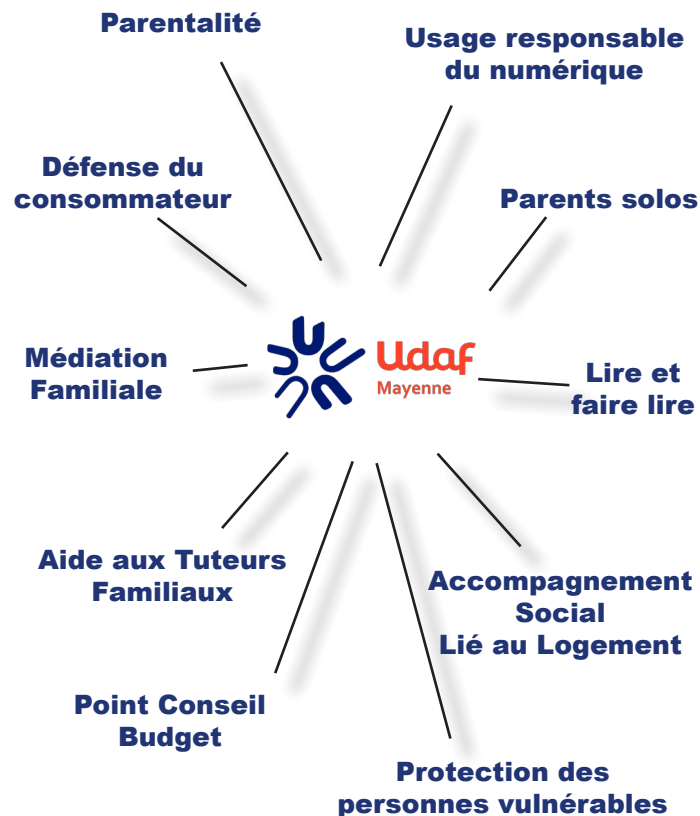 Parentalité
Usage responsable
du numérique
Défense du
consommateur
Parents solos
Médiation
Familiale
Udaf
Mayenne
Lire et
faire lire
Aide aux Tuteurs
Familiaux
Accompagnement
Social
Lié au Logement
Point Conseil
Budget
Protection des
personnes vulnérables